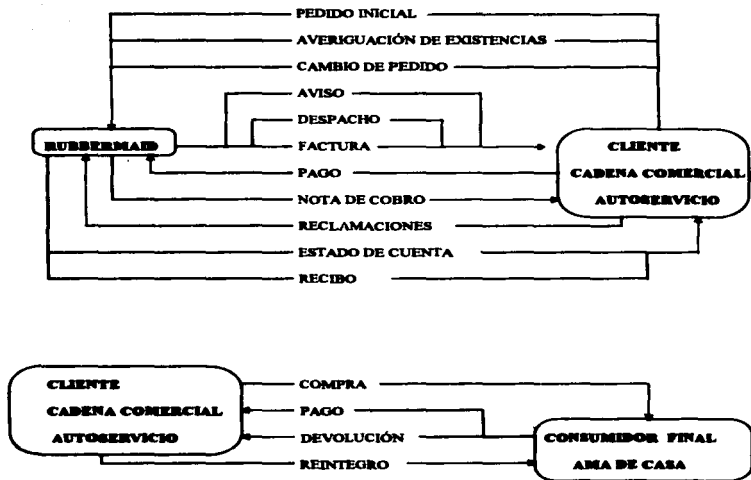 PEDIDO INICIAL
AVERIGUACIÓN DE EXISTENCIAS
CAMBIO DE PEDIDO
AVISO
DESPACHO
RUBBERMAID
FACTURA
CLIENTE
PAGO
CADENA COMERCIAL
NOTA DE COBRO
AUTOSERVICIO
RECLAMACIONES
ESTADO DE CUENTA
RECIBO
CLIENTE
COMPRA
CADENA COMERCIAL
PAGO
AUTOSERVICIO
DEVOLUCIÓN
CONSUMIDOR FINAL
REINTEGRO
AMA DE CASA